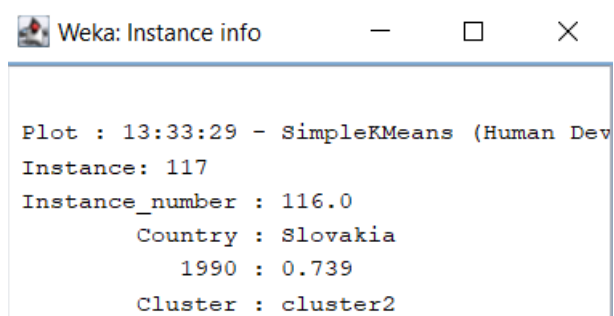 Weka: Instance info
Plot : 13:33:29 - SimpleKMeans (Human Dev
Instance: 117
Instance_number : 116.0
Country : Slovakia
1990 : 0.739
Cluster : cluster2